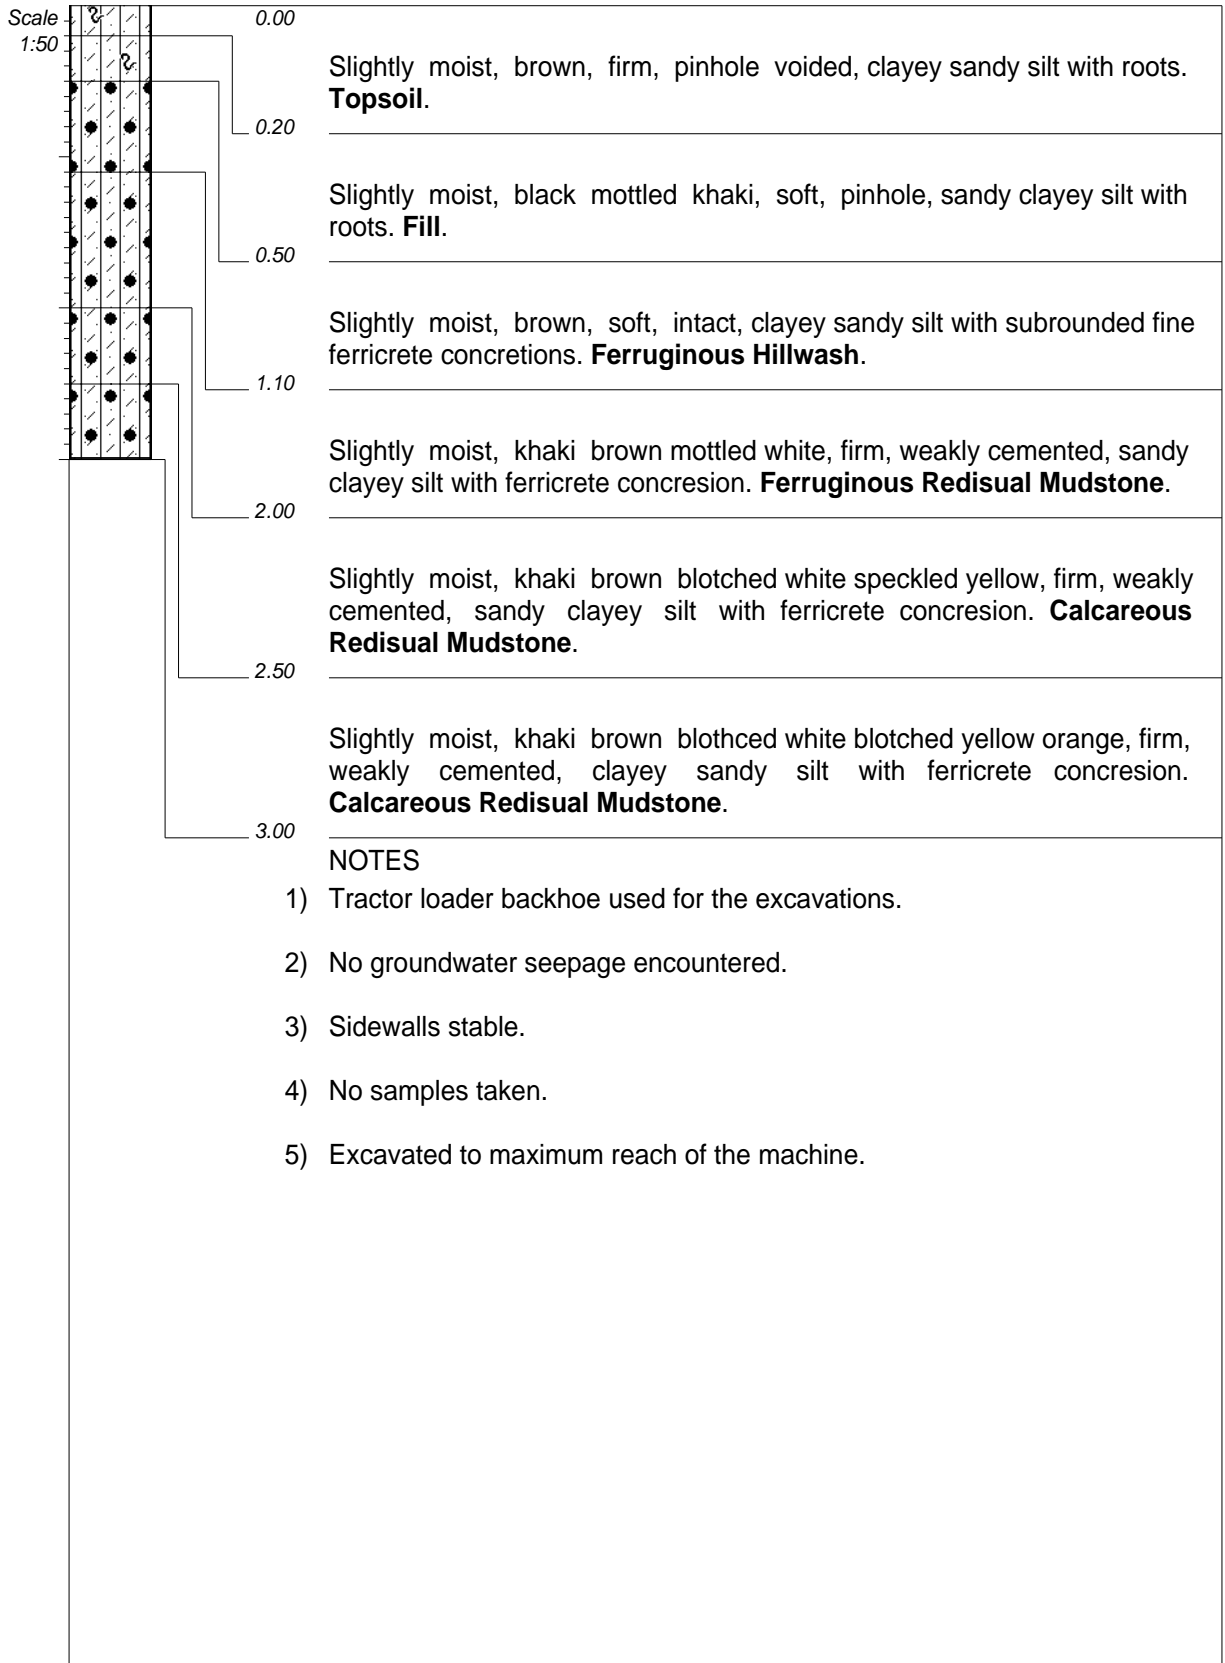 Scale
1:50
0.00
Slightly moist, brown, firm, pinhole voided, clayey sandy silt with roots.
Topsoil.
0.20
Slightly moist, black mottled khaki, soft, pinhole, sandy clayey silt with
roots. Fill.
0.50
Slightly moist, brown, soft, intact, clayey sandy silt with subrounded fine
ferricrete concretions. Ferruginous Hillwash.
1.10
Slightly moist, khaki brown mottled white, firm, weakly cemented, sandy
clayey silt with ferricrete concresion. Ferruginous Redisual Mudstone.
2.00
Slightly moist, khaki brown blotched white speckled yellow, firm, weakly
cemented, sandy clayey silt with ferricrete concresion. Calcareous
Redisual Mudstone.
2.50
Slightly moist, khaki brown blothced white blotched yellow orange, firm,
weakly cemented, clayey sandy silt with ferricrete concresion.
Calcareous Redisual Mudstone.
3.00
NOTES
1) Tractor loader backhoe used for the excavations.
2) No groundwater seepage encountered.
3) Sidewalls stable.
4) No samples taken.
5) Excavated to maximum reach of the machine.